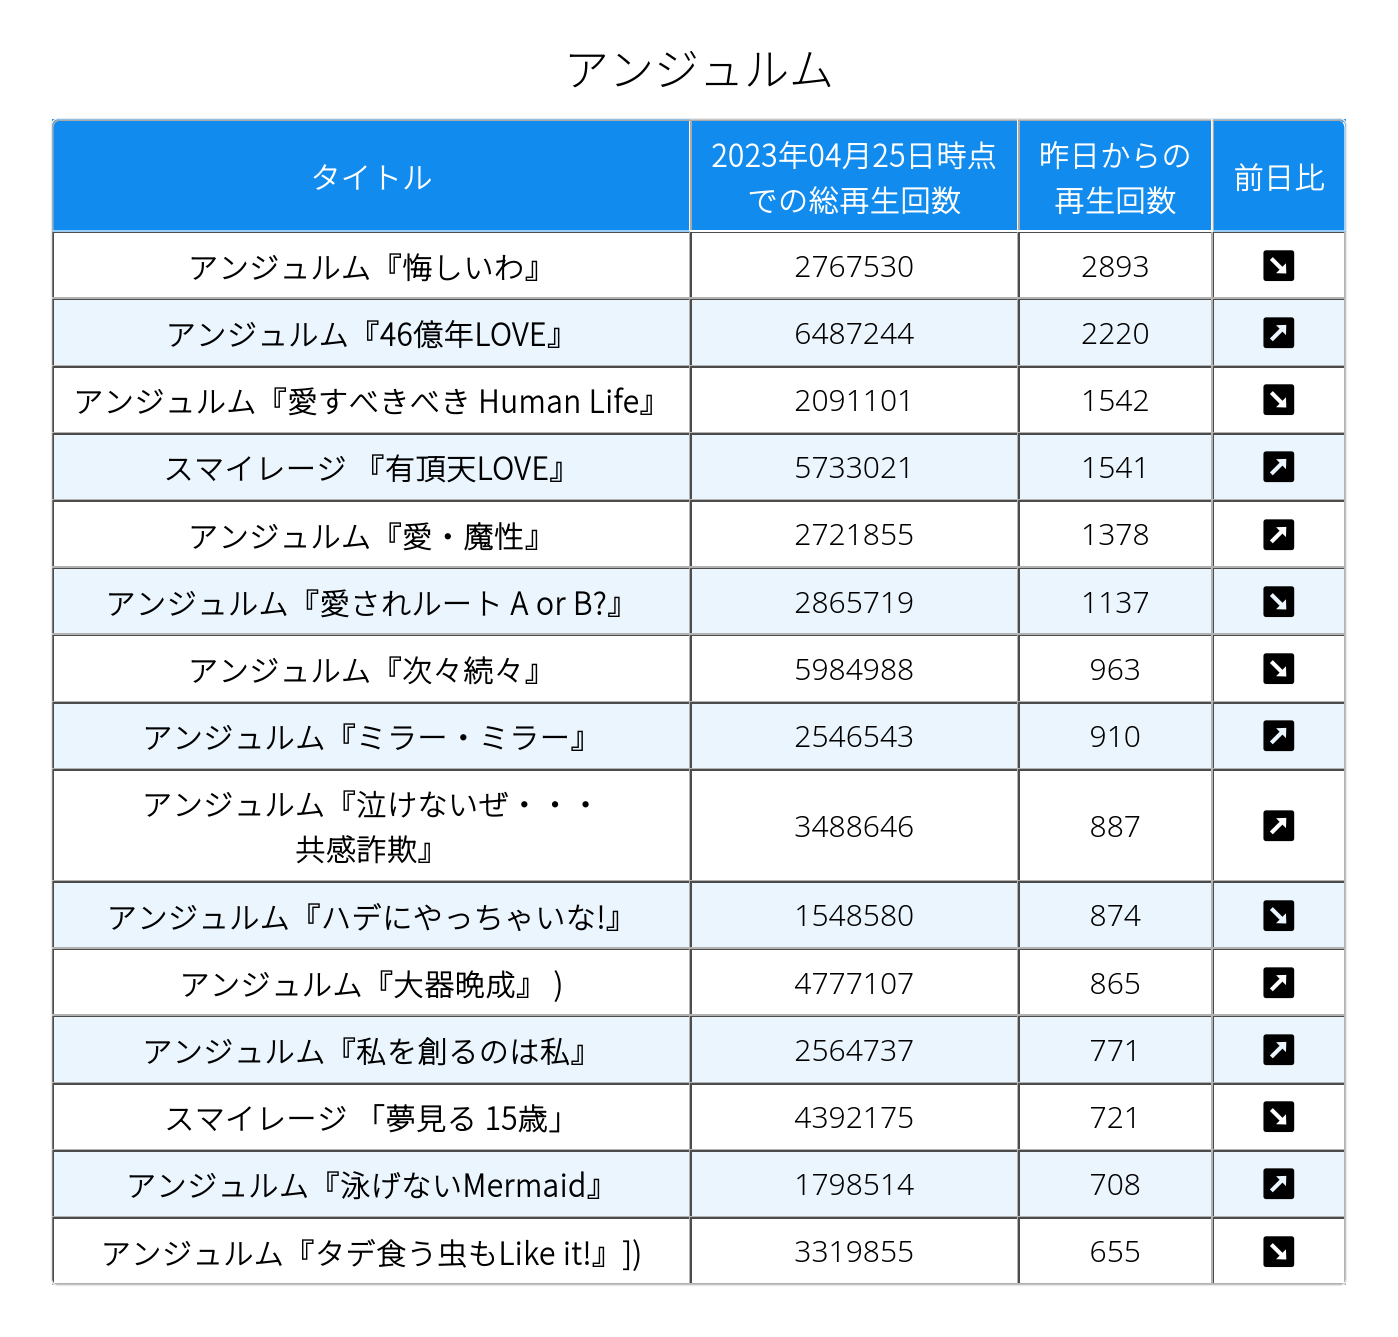 アンジュルム
タイトル
2023年04月25日時点
での総再生回数
昨日からの
再生回数
前日比
アンジュルム『悔しいわ』 2767530 2893
アンジュルム『46億年LOVE』 6487244 2220
アンジュルム『愛すべきべき Human Life』 2091101 1542
スマイレージ 『有頂天LOVE』 5733021 1541
アンジュルム『愛・魔性』 2721855 1378
アンジュルム『愛されルート A or B?』 2865719 1137
アンジュルム『次々続々』 5984988 963
アンジュルム『ミラー・ミラー』 2546543 910
アンジュルム『泣けないぜ・・・
共感詐欺』 3488646 887
アンジュルム『ハデにやっちゃいな!』 1548580 874
アンジュルム『大器晩成』 ) 4777107 865
アンジュルム『私を創るのは私』 2564737 771
スマイレージ 「夢見る 15歳」 4392175 721
アンジュルム『泳げないMermaid』 1798514 708
アンジュルム『タデ食う虫もLike it!』]) 3319855 655